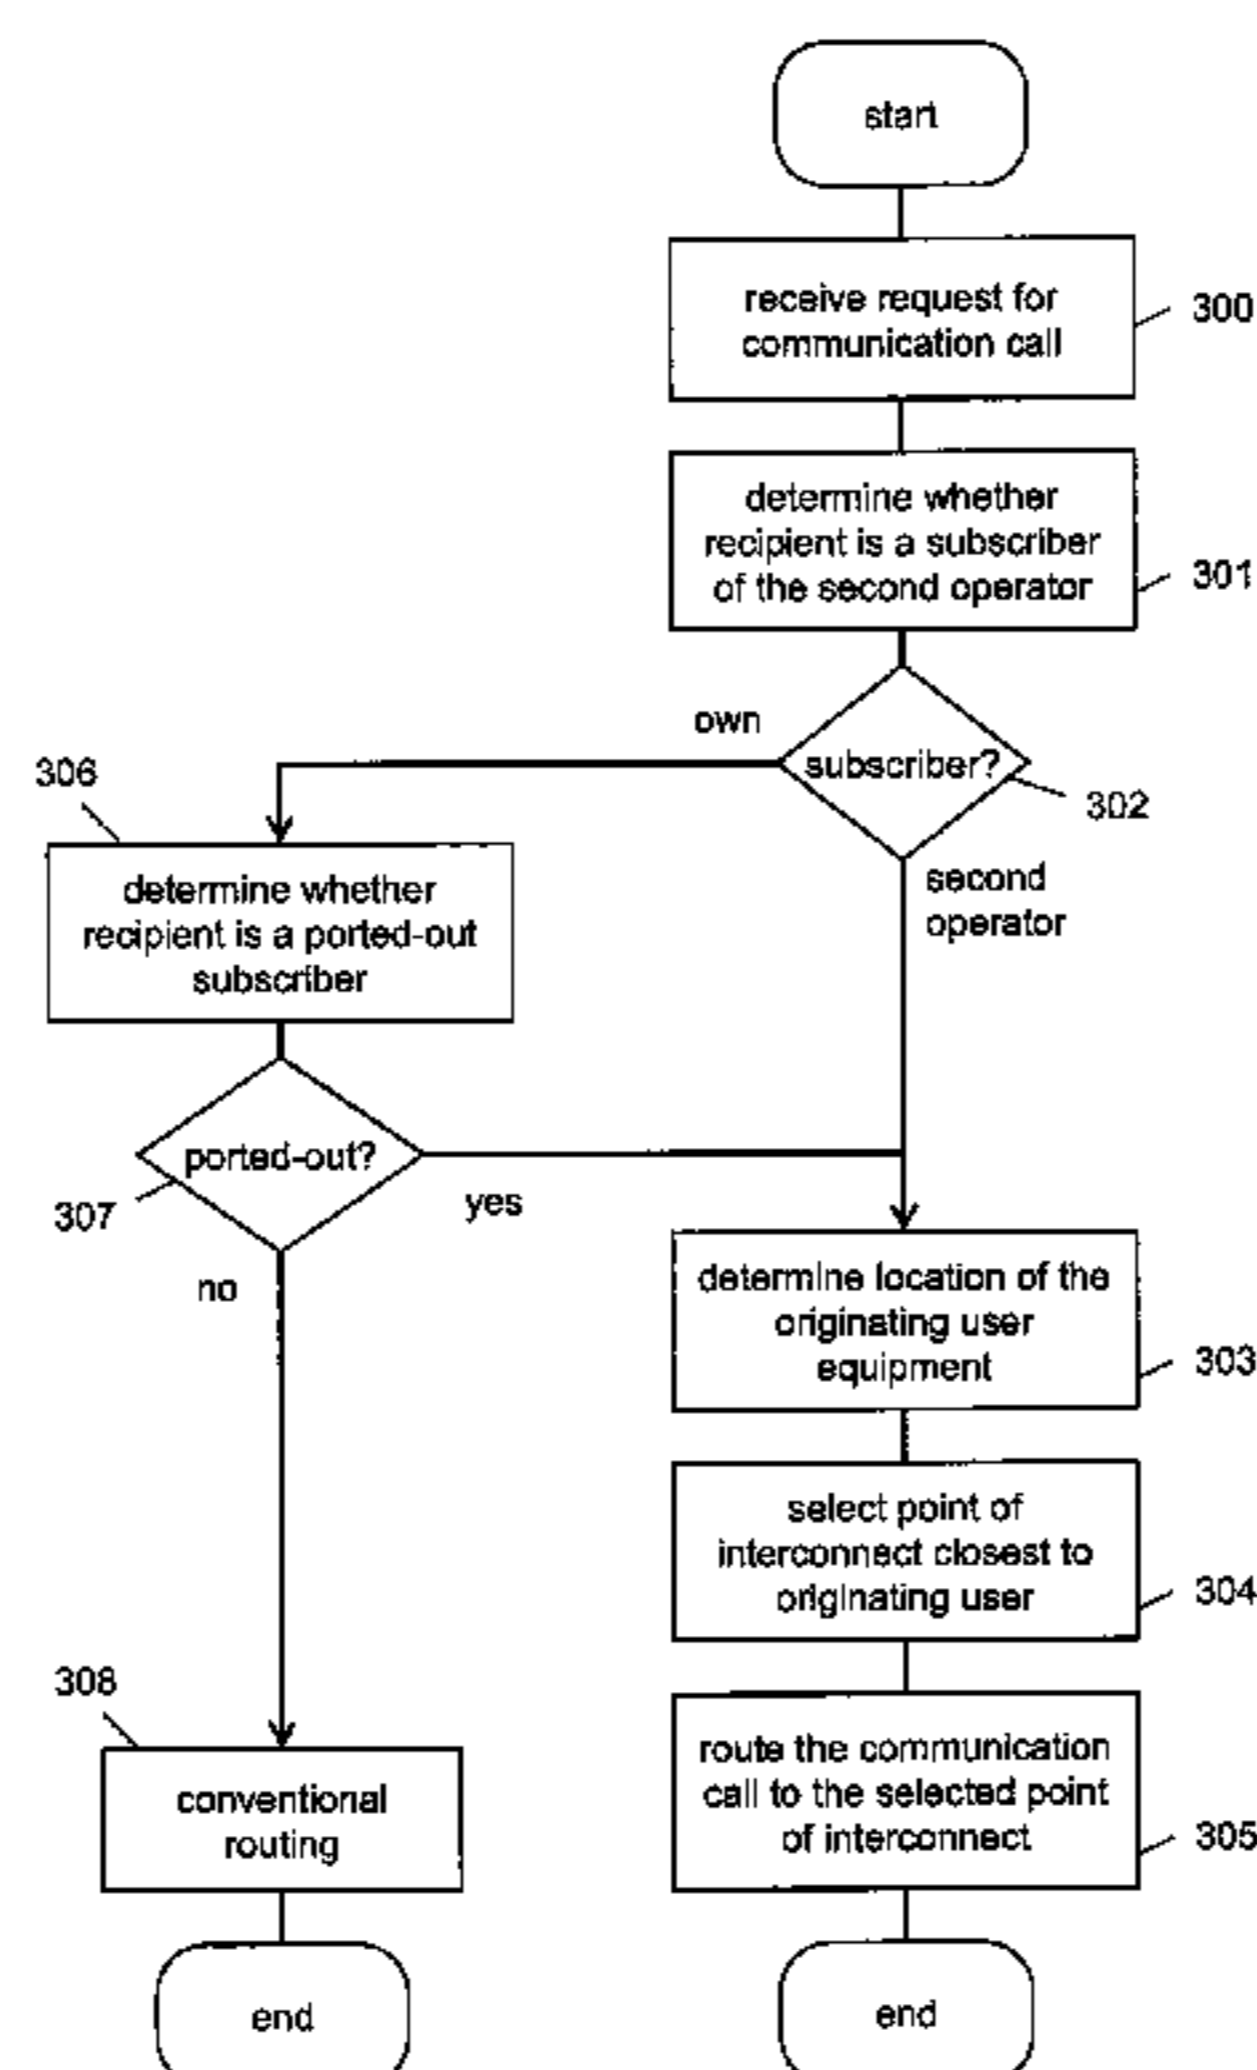 start
receive request for
communication call
300
determine whether
recipient is a subscriber
of the second operator
301
own
subscriber?
302
second
operator
306
determine whether
recipient is a ported-out
subscriber
ported-out?
307
yes
no
determine location of the
originating user
equipment
303
select point of
interconnect closest to
originating user
304
308
conventional
routing
route the communication
call to the selected point
of interconnect
305
end
end